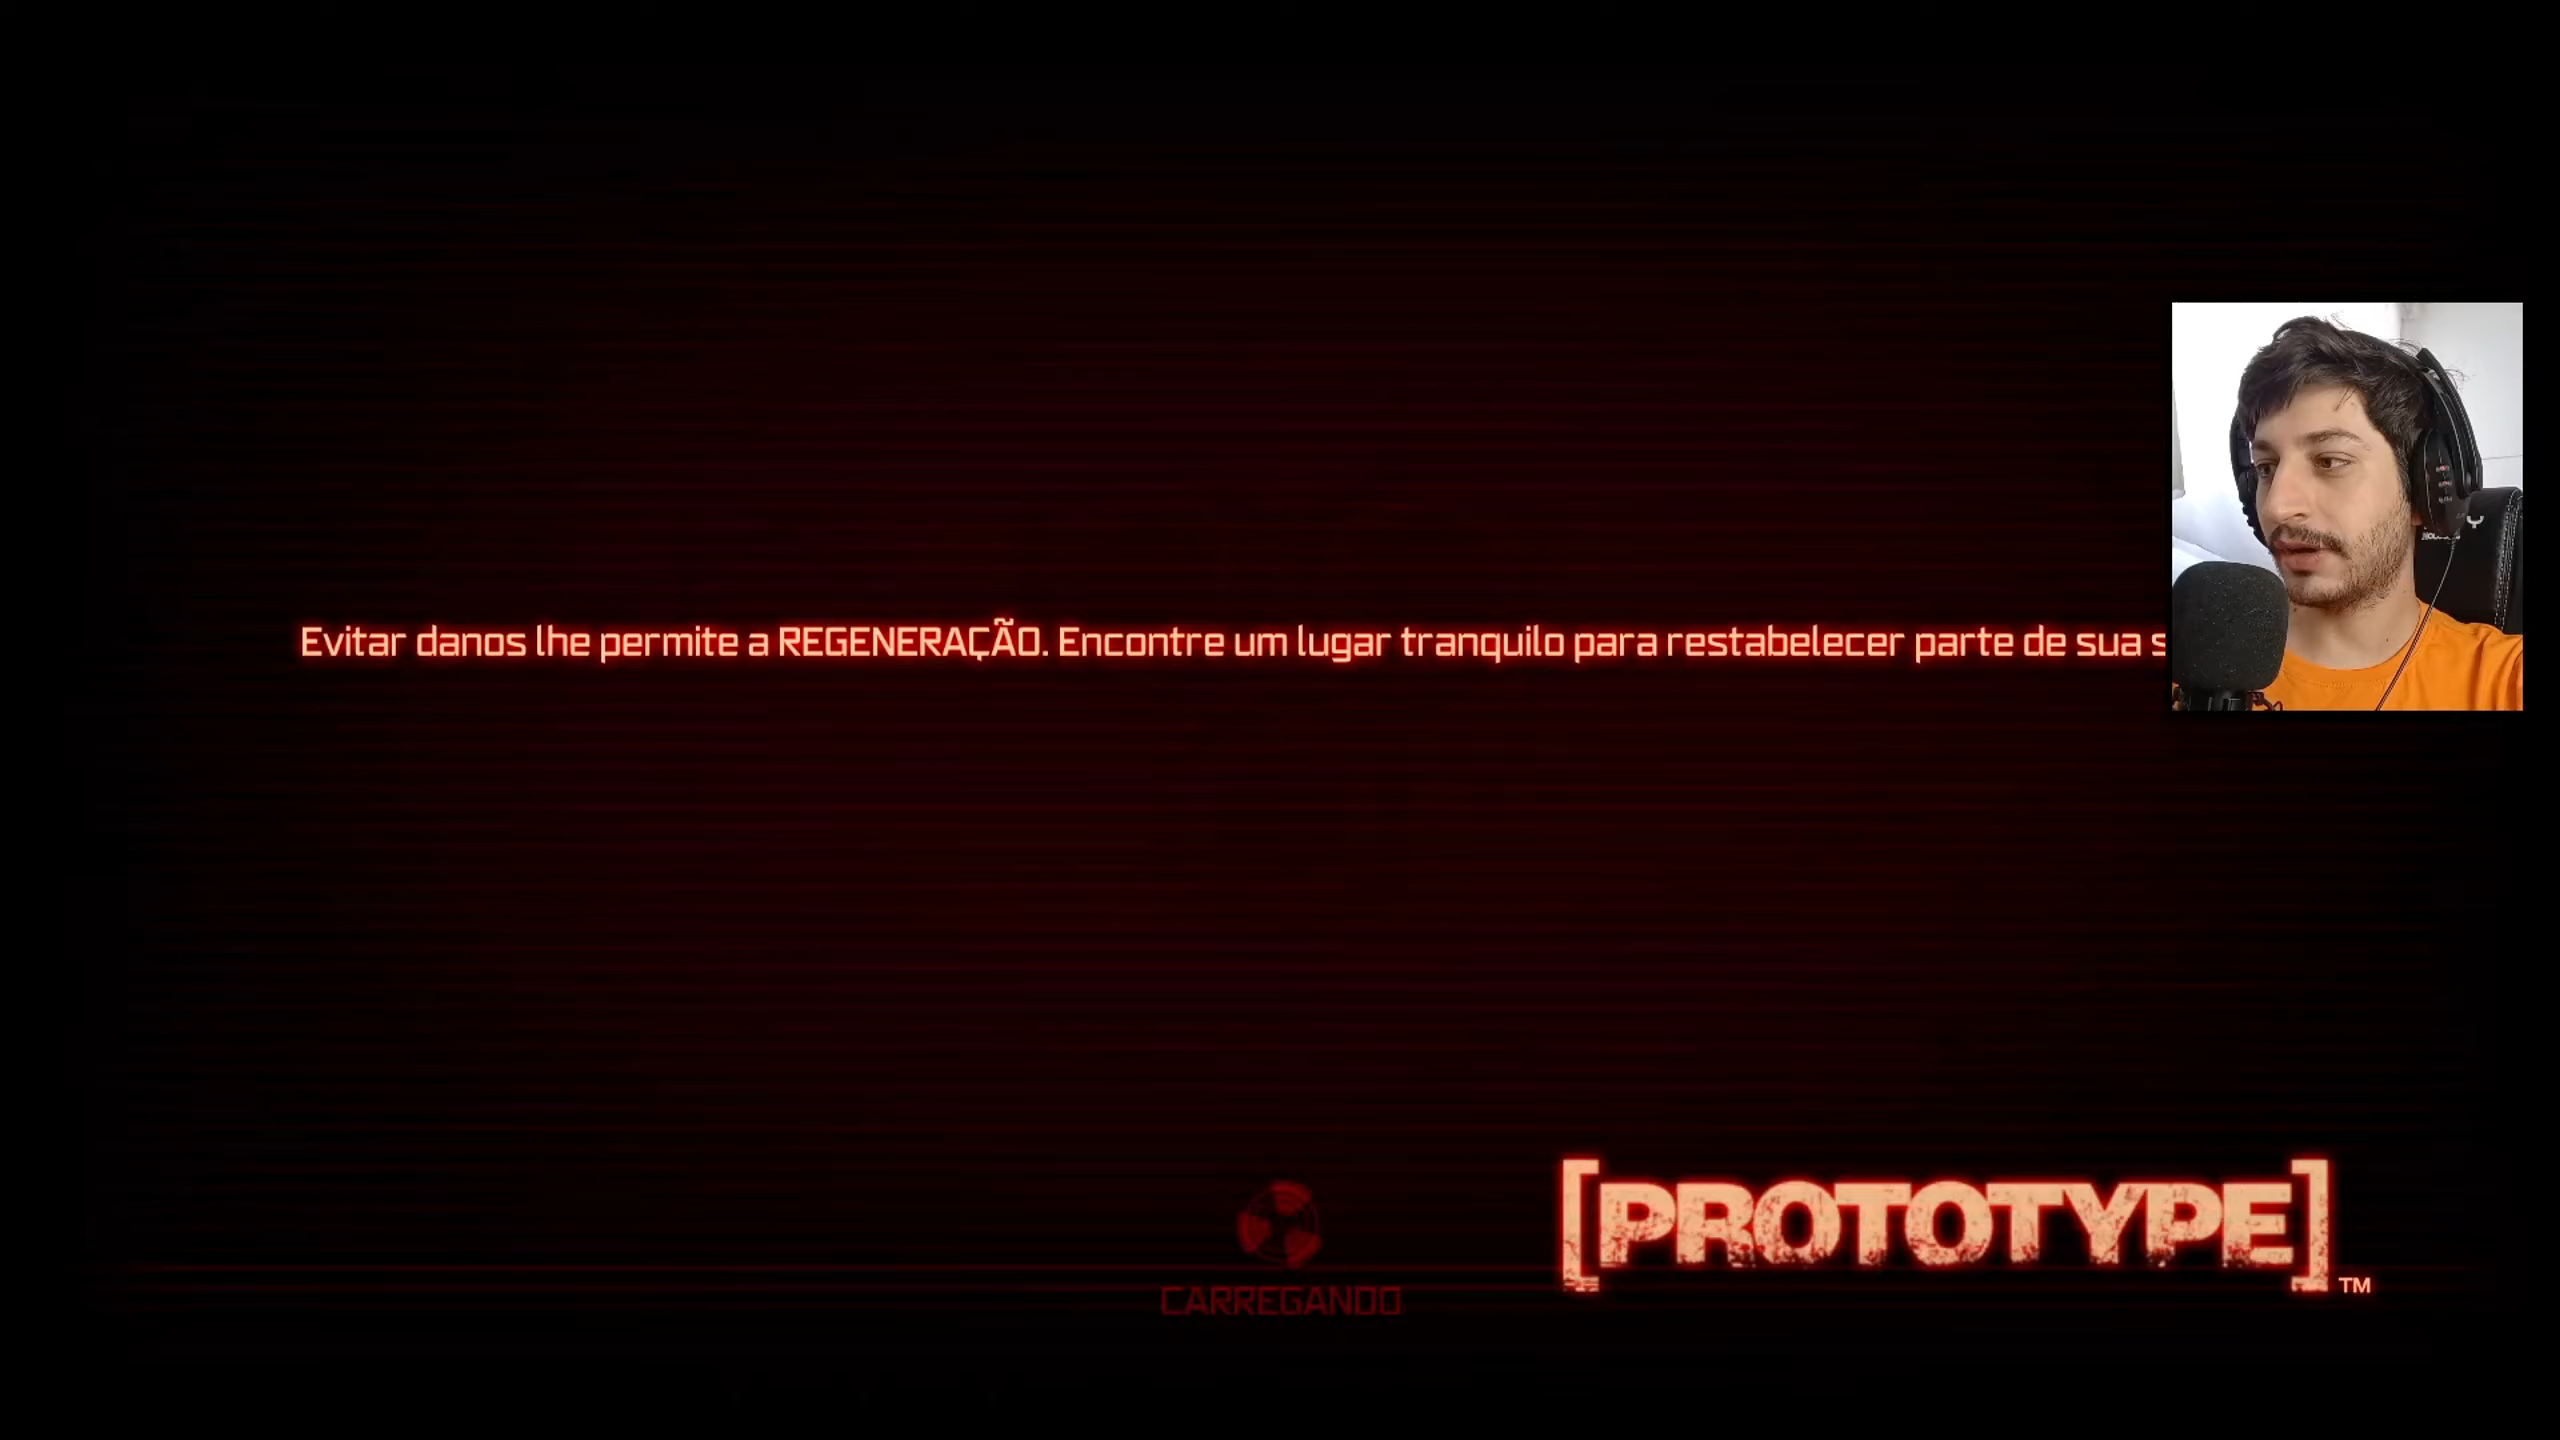 Evitar danos lhe permite a REGENERAÇÃO. Encontre um lugar tranquilo para restabelecer parte de sua s
[PROTOTYPE]™
CARREGANDO